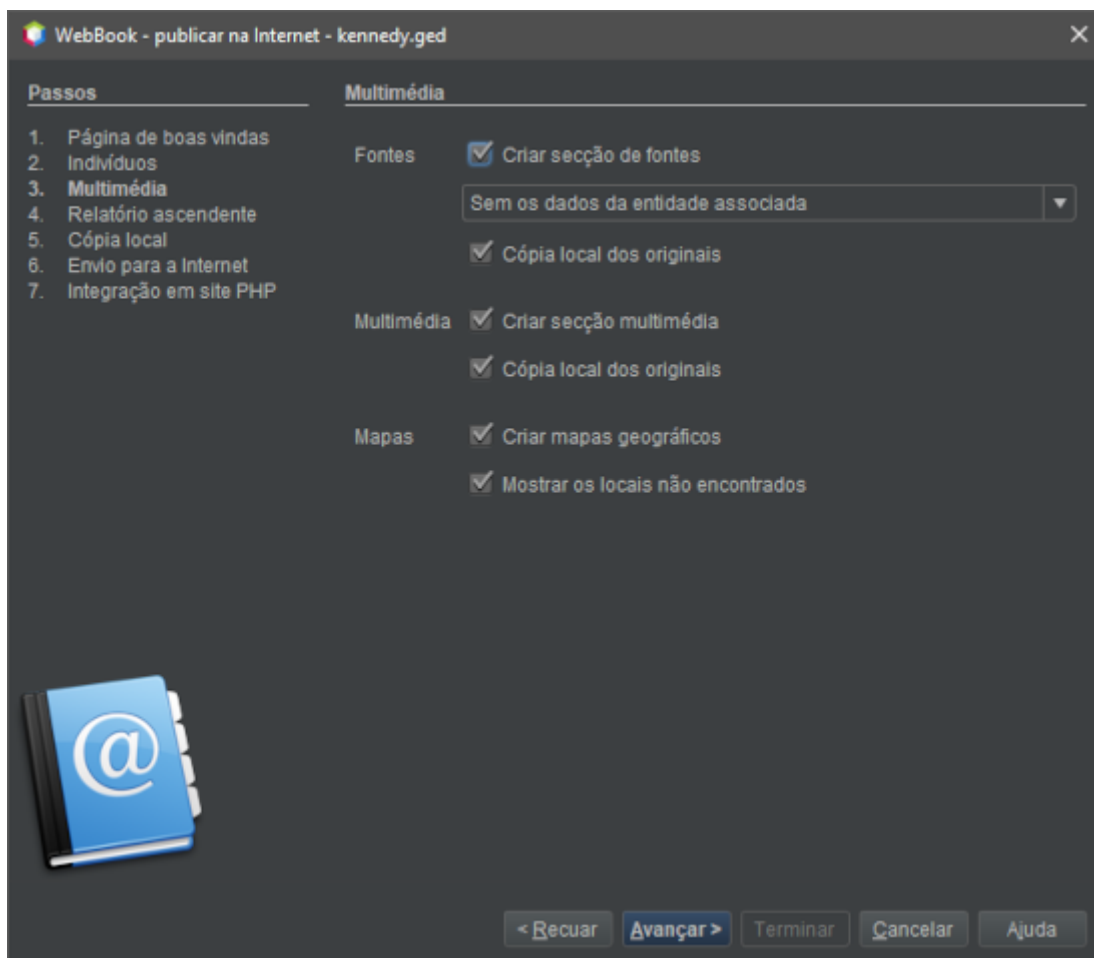 WebBook - publicar na Internet - kennedy.ged
Passos
1. Página de boas vindas
2. Indivíduos
3. Multimédia
4. Relatório ascendente
5. Cópia local
6. Envio para a Internet
7. Integração em site PHP
Multimédia
Fontes Criar secção de fontes
Sem os dados da entidade associada
Cópia local dos originais
Multimédia Criar secção multimédia
Cópia local dos originais
Mapas Criar mapas geográficos
Mostrar os locais não encontrados
@
< Recuar Avançar > Terminar Cancelar Ajuda